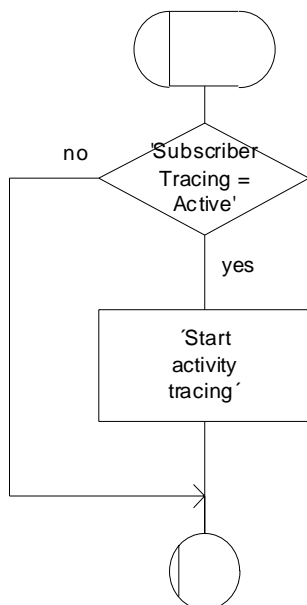 'Subscriber
no
Tracing =
Active'
yes
´Start
activity
tracing´